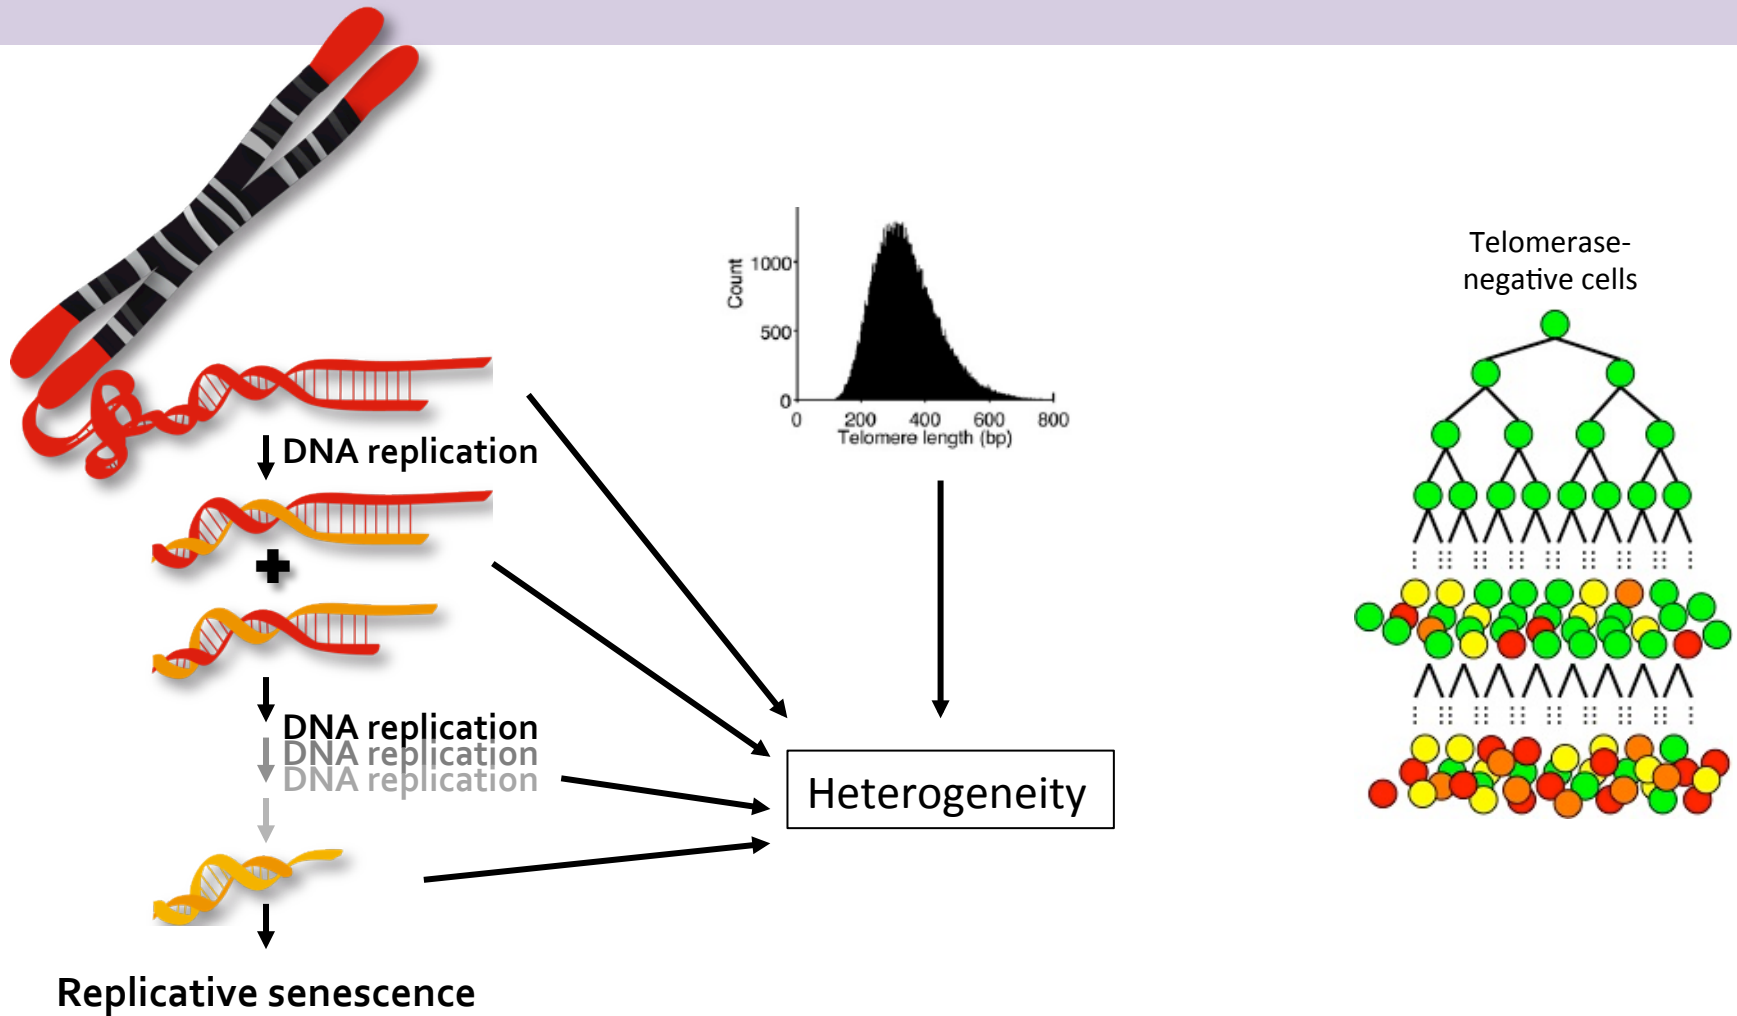 DNA replication
DNA replication
DNA replication
DNA replication
Replicative senescence
Count
1000
500
0
0 200 400 600 800
Telomere length (bp)
Heterogeneity
Telomerase-
negative cells